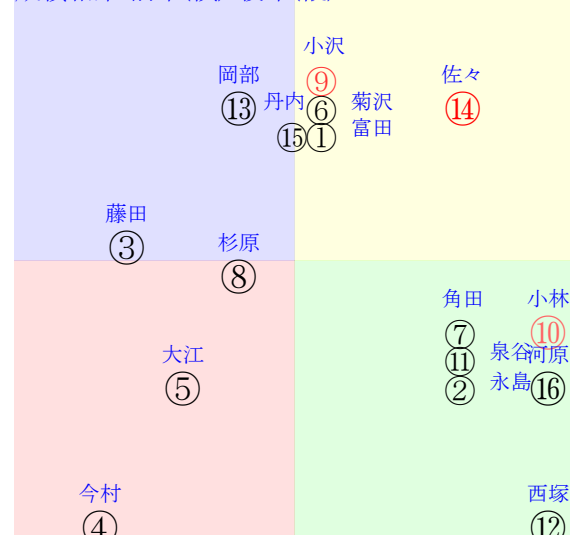 小沢
岡部
佐々
⑨
丹内
菊沢
⑬
⑥
⑭
富田
⑮①
藤田
③
杉原
⑧
角田
小林
⑦
⑩
大江
泉谷
河原
⑪
永島
⑤
②
⑯
今村
西塚
④
⑫